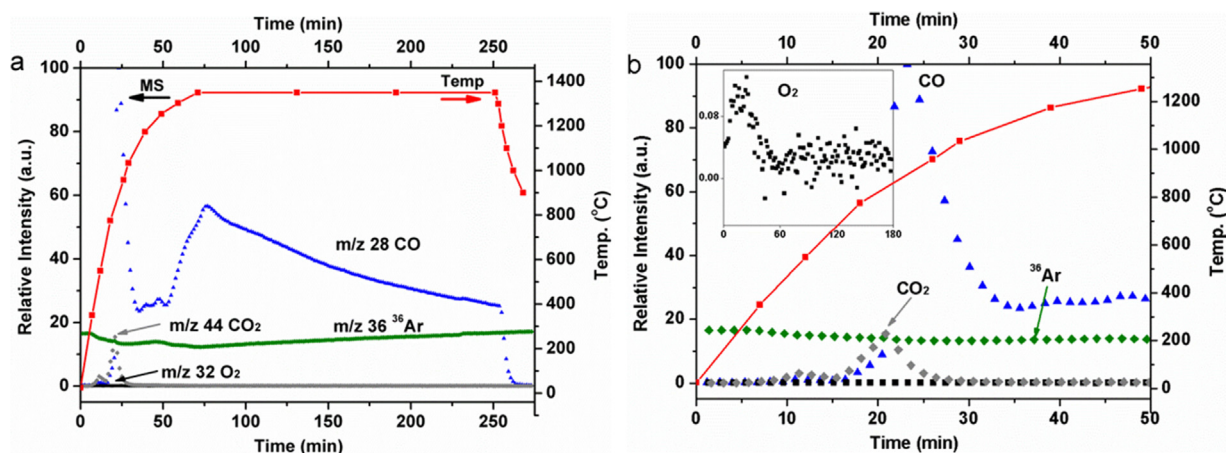 Time (min)
0 50 100 150 200 250
a
100
80
60
40
20
0
Relative Intensity (a.u.)
MS
Temp
m/z 28 CO
m/z 44 CO₂
m/z 36 ³⁶Ar
m/z 32 O₂
1400
1200
1000
800
600
400
200
0
Temp. (°C)
0 50 100 150 200 250
Time (min)
Time (min)
0 10 20 30 40 50
b
100
80
60
40
20
0
Relative Intensity (a.u.)
O₂
0.08
0.00
0 60 120 180
CO
CO₂
³⁶Ar
1200
1000
800
600
400
200
0
Temp. (°C)
0 10 20 30 40 50
Time (min)